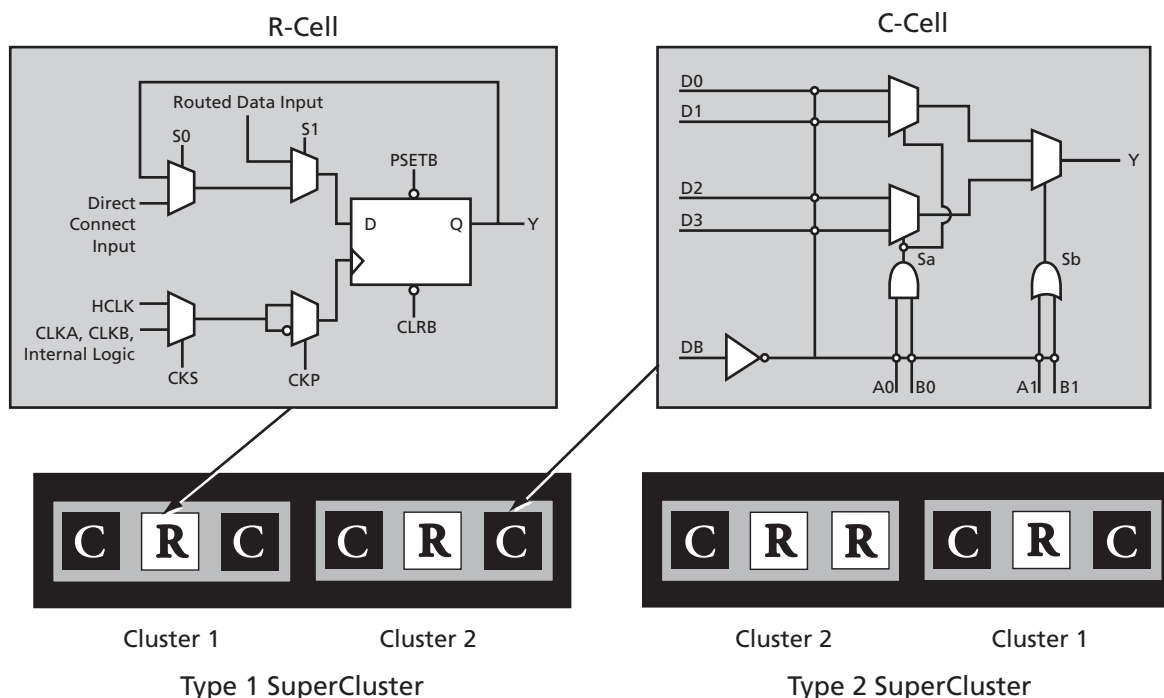 R-Cell
Routed Data Input
S0
S1
PSETB
Direct
Connect
Input
D
Q
Y
HCLK
CLKA, CLKB,
Internal Logic
CKS
CKP
CLRB
C-Cell
D0
D1
D2
D3
Y
Sa
Sb
DB
A0
B0
A1
B1
C R C
C R C
Cluster 1
Cluster 2
Type 1 SuperCluster
C R R
C R C
Cluster 2
Cluster 1
Type 2 SuperCluster